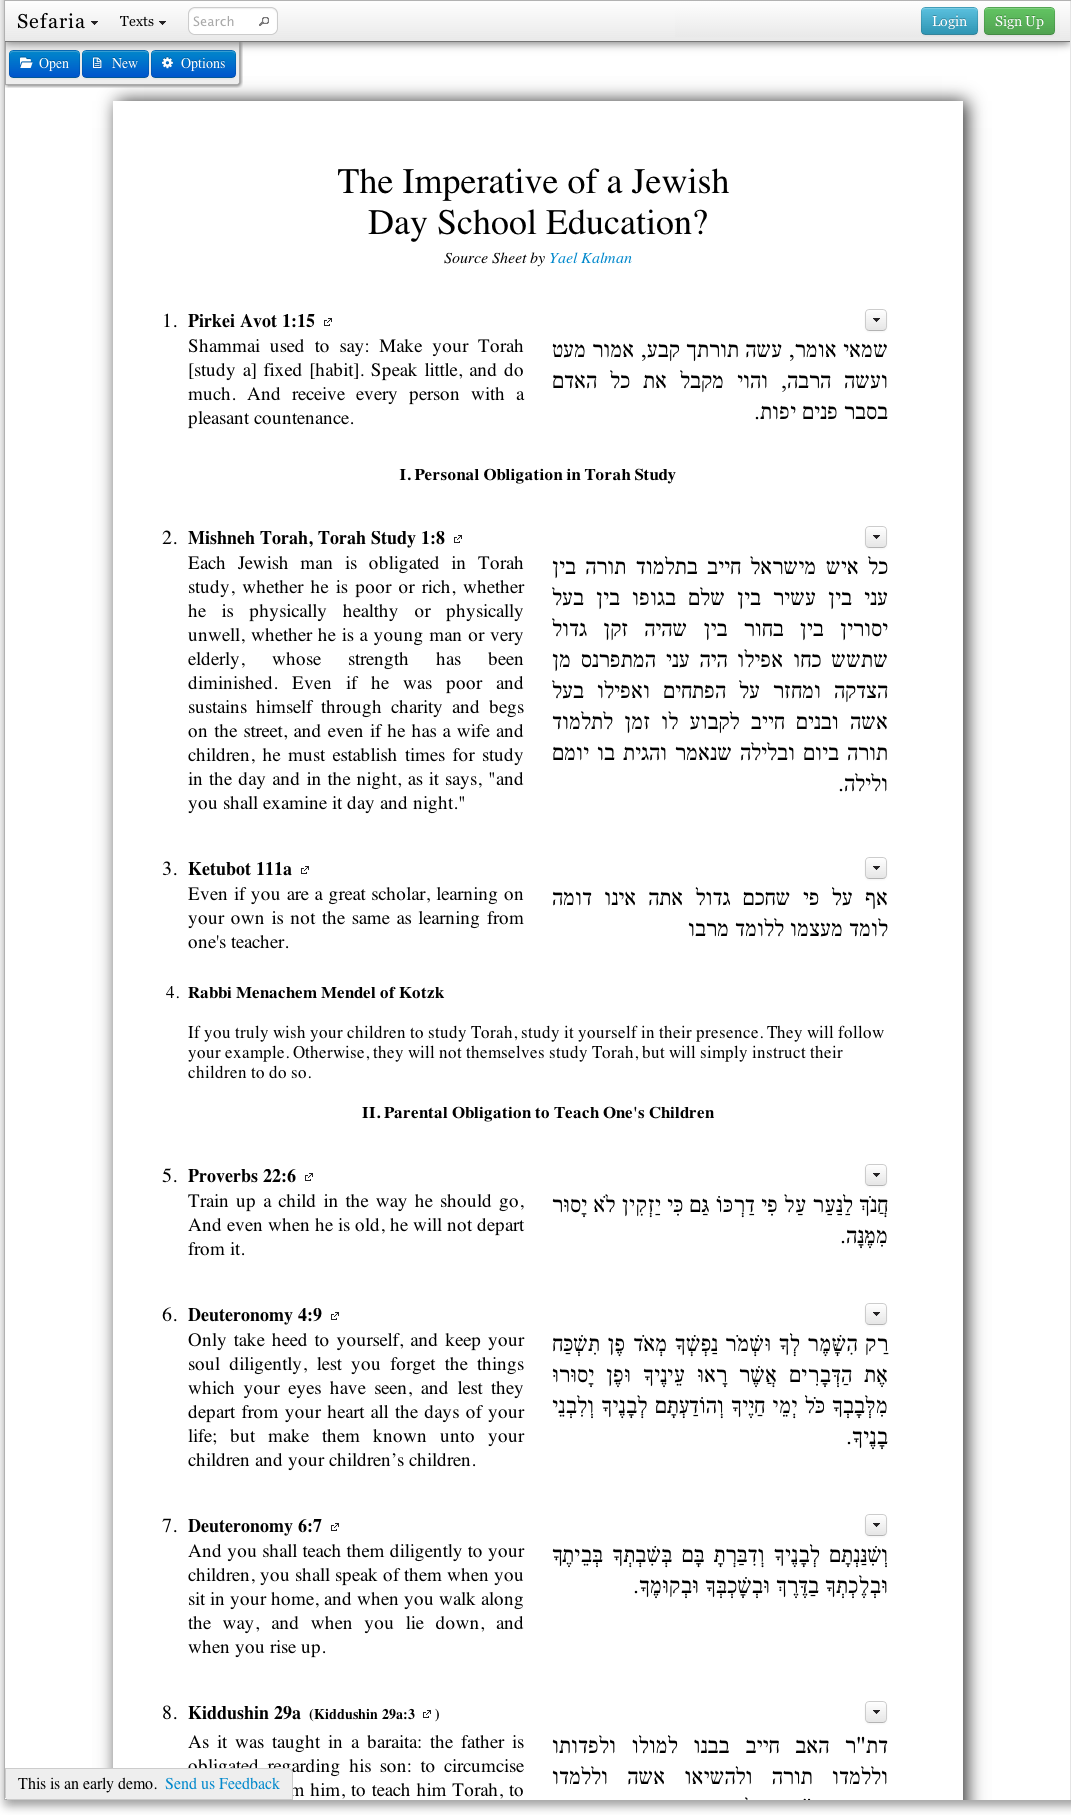 Sefaria Texts Search Login Sign Up
Open New Options
The Imperative of a Jewish
Day School Education?
Source Sheet by Yael Kalman
1. Pirkei Avot 1:15
Shammai used to say: Make your Torah
[study a] fixed [habit]. Speak little, and do
much. And receive every person with a
pleasant countenance.
שמאי אומר, עשה תורתך קבע, אמור מעט
ועשה הרבה, והוי מקבל את כל האדם
בסבר פנים יפות.
I. Personal Obligation in Torah Study
2. Mishneh Torah, Torah Study 1:8
Each Jewish man is obligated in Torah
study, whether he is poor or rich, whether
he is physically healthy or physically
unwell, whether he is a young man or very
elderly, whose strength has been
diminished. Even if he was poor and
sustains himself through charity and begs
on the street, and even if he has a wife and
children, he must establish times for study
in the day and in the night, as it says, "and
you shall examine it day and night."
כל איש מישראל חייב בתלמוד תורה בין
עני בין עשיר בין שלם בגופו בין בעל
יסורין בין בחור בין שהיה זקן גדול
שתשש כחו אפילו היה עני המתפרנס מן
הצדקה ומחזר על הפתחים ואפילו בעל
אשה ובנים חייב לקבוע לו זמן לתלמוד
תורה ביום ובלילה שנאמר והגית בו יומם
ולילה.
3. Ketubot 111a
Even if you are a great scholar, learning on
your own is not the same as learning from
one's teacher.
אף על פי שחכם גדול אתה אינו דומה
לומד מעצמו ללומד מרבו
4. Rabbi Menachem Mendel of Kotzk
If you truly wish your children to study Torah, study it yourself in their presence. They will follow
your example. Otherwise, they will not themselves study Torah, but will simply instruct their
children to do so.
II. Parental Obligation to Teach One's Children
5. Proverbs 22:6
Train up a child in the way he should go,
And even when he is old, he will not depart
from it.
חֲנֹךְ לַנַּעַר עַל פִּי דַרְכּוֹ גַּם כִּי יַזְקִין לֹא יָסוּר
מִמֶּנָּה.
6. Deuteronomy 4:9
Only take heed to yourself, and keep your
soul diligently, lest you forget the things
which your eyes have seen, and lest they
depart from your heart all the days of your
life; but make them known unto your
children and your children’s children.
רַק הִשָּׁמֶר לְךָ וּשְׁמֹר נַפְשְׁךָ מְאֹד פֶּן תִּשְׁכַּח
אֶת הַדְּבָרִים אֲשֶׁר רָאוּ עֵינֶיךָ וּפֶן יָסוּרוּ
מִלְּבָבְךָ כֹּל יְמֵי חַיֶּיךָ וְהוֹדַעְתָּם לְבָנֶיךָ וְלִבְנֵי
בָנֶיךָ.
7. Deuteronomy 6:7
And you shall teach them diligently to your
children, you shall speak of them when you
sit in your home, and when you walk along
the way, and when you lie down, and
when you rise up.
וְשִׁנַּנְתָּם לְבָנֶיךָ וְדִבַּרְתָּ בָּם בְּשִׁבְתְּךָ בְּבֵיתֶךָ
וּבְלֶכְתְּךָ בַדֶּרֶךְ וּבְשָׁכְבְּךָ וּבְקוּמֶךָ.
8. Kiddushin 29a (Kiddushin 29a:3)
As it was taught in a baraita: the father is
obligated regarding his son: to circumcise
m him, to teach him Torah, to
דת"ר האב חייב בבנו למולו ולפדותו
וללמדו תורה ולהשיאו אשה וללמדו
This is an early demo. Send us Feedback